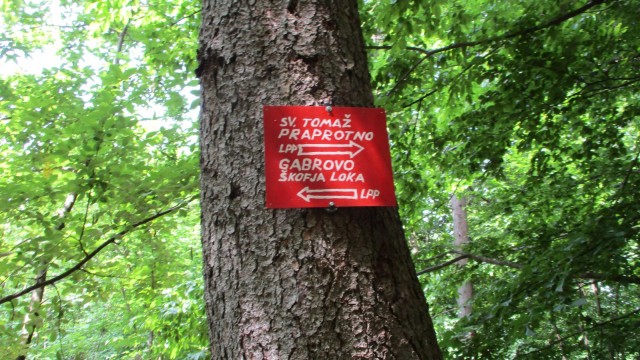 SV. TOMAŽ
PRAPROTNO
LPP
GABROVO
ŠKOFJA LOKA
LPP